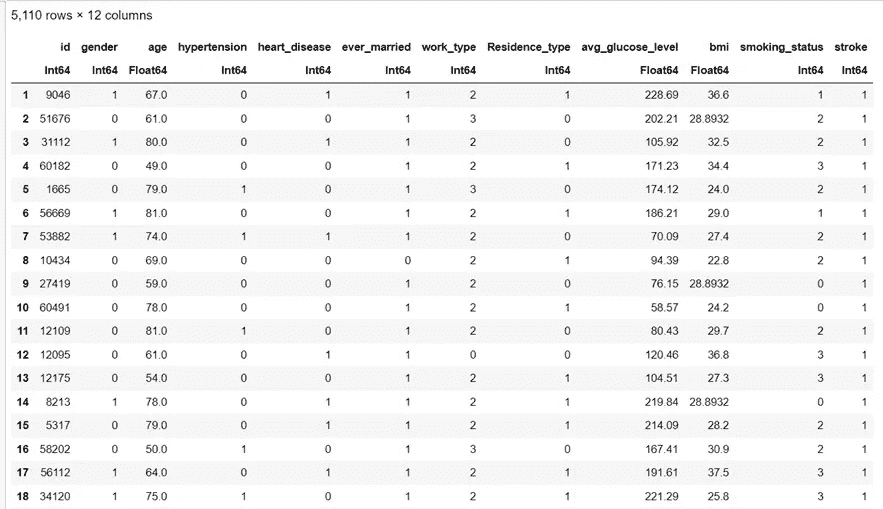 5,110 rows × 12 columns
id gender age hypertension heart_disease ever_married work_type Residence_type avg_glucose_level bmi smoking_status stroke
Int64 Int64 Float64 Int64 Int64 Int64 Int64 Int64 Float64 Float64 Int64 Int64
1 9046 1 67.0 0 1 1 2 1 228.69 36.6 1 1
2 51676 0 61.0 0 0 1 3 0 202.21 28.8932 2 1
3 31112 1 80.0 0 1 1 2 0 105.92 32.5 2 1
4 60182 0 49.0 0 0 1 2 1 171.23 34.4 3 1
5 1665 0 79.0 1 0 1 3 0 174.12 24.0 2 1
6 56669 1 81.0 0 0 1 2 1 186.21 29.0 1 1
7 53882 1 74.0 1 1 1 2 0 70.09 27.4 2 1
8 10434 0 69.0 0 0 0 2 1 94.39 22.8 2 1
9 27419 0 59.0 0 0 1 2 0 76.15 28.8932 0 1
10 60491 0 78.0 0 0 1 2 1 58.57 24.2 0 1
11 12109 0 81.0 1 0 1 2 0 80.43 29.7 2 1
12 12095 0 61.0 0 1 1 0 0 120.46 36.8 3 1
13 12175 0 54.0 0 0 1 2 1 104.51 27.3 3 1
14 8213 1 78.0 0 1 1 2 1 219.84 28.8932 0 1
15 5317 0 79.0 0 1 1 2 1 214.09 28.2 2 1
16 58202 0 50.0 1 0 1 3 0 167.41 30.9 2 1
17 56112 1 64.0 0 1 1 2 1 191.61 37.5 3 1
18 34120 1 75.0 1 0 1 2 1 221.29 25.8 3 1